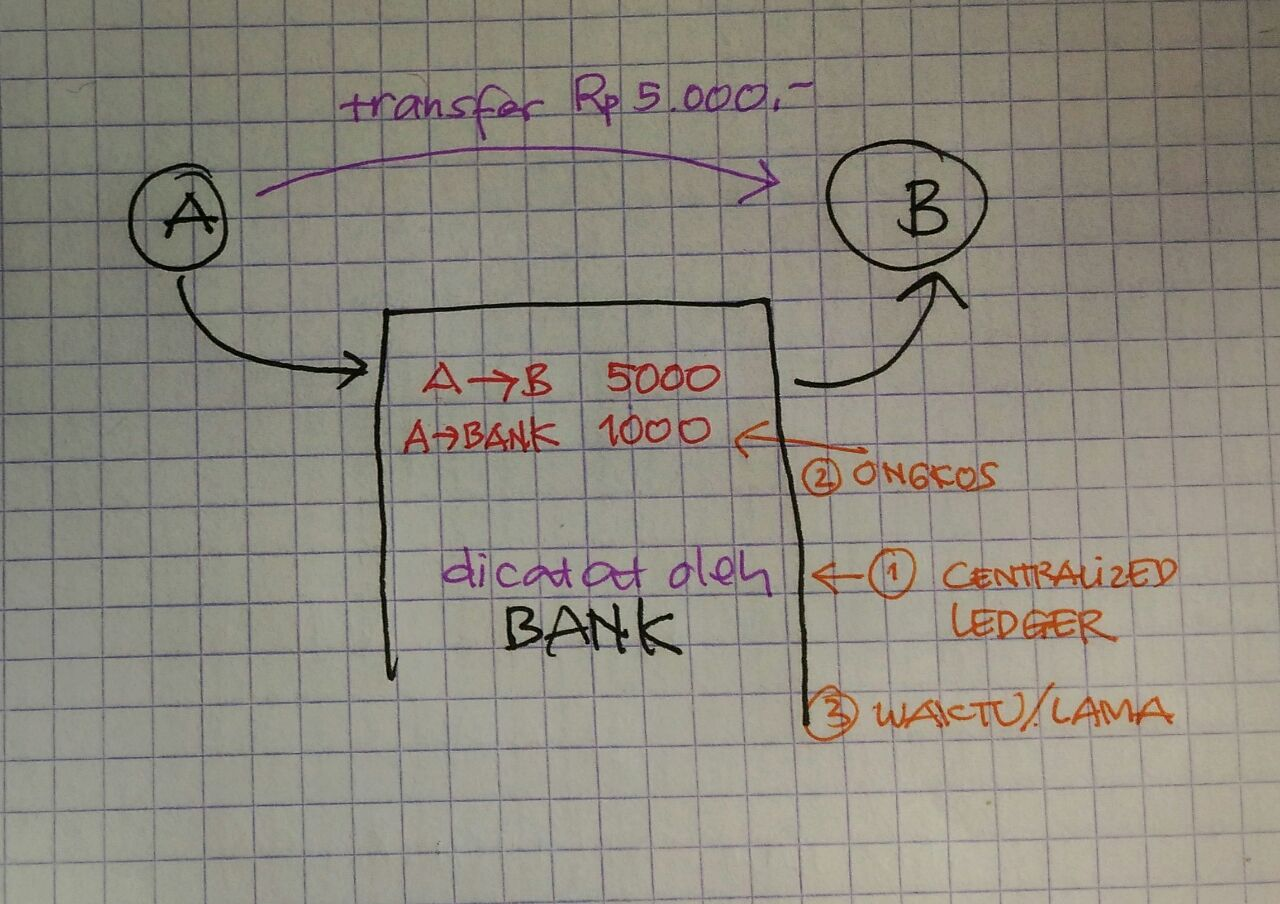 transfer Rp 5.000,-
A
B
A→B 5000
A→BANK 1000
② ONGKOS
dicatat oleh
BANK
① CENTRALiZED
LEDGER
③ WAKTU/LAMA